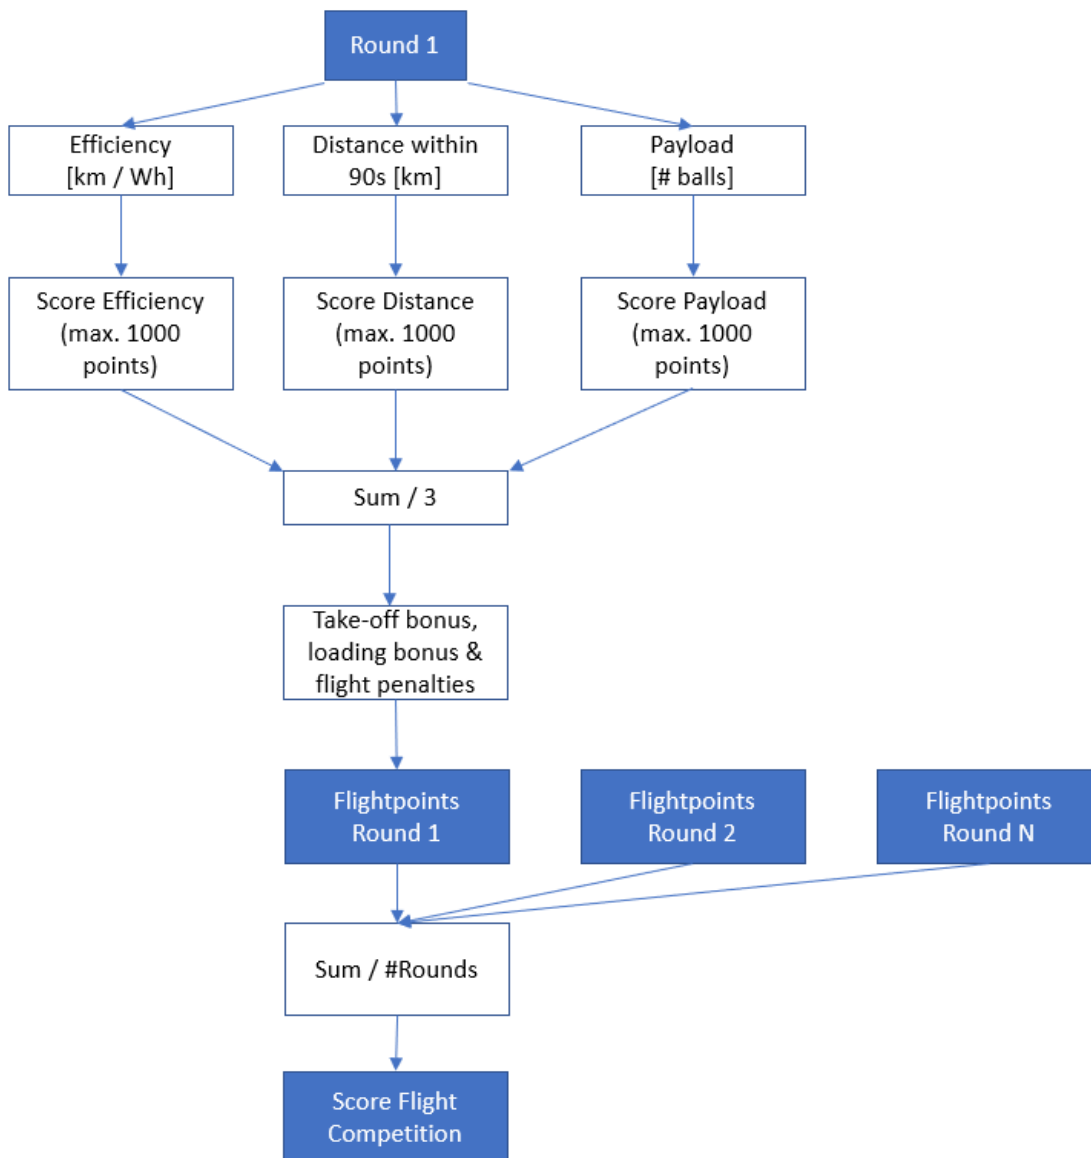 Round 1
Efficiency
[km / Wh]
Distance within
90s [km]
Payload
[# balls]
Score Efficiency
(max. 1000
points)
Score Distance
(max. 1000
points)
Score Payload
(max. 1000
points)
Sum / 3
Take-off bonus,
loading bonus &
flight penalties
Flightpoints
Round 1
Flightpoints
Round 2
Flightpoints
Round N
Sum / #Rounds
Score Flight
Competition